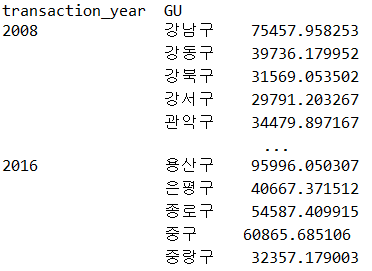 transaction_year  GU
2008              강남구    75457.958253
                  강동구    39736.179952
                  강북구    31569.053502
                  강서구    29791.203267
                  관악구    34479.897167
                                ...
2016              용산구    95996.050307
                  은평구    40667.371512
                  종로구    54587.409915
                  중구     60865.685106
                  중랑구    32357.179003